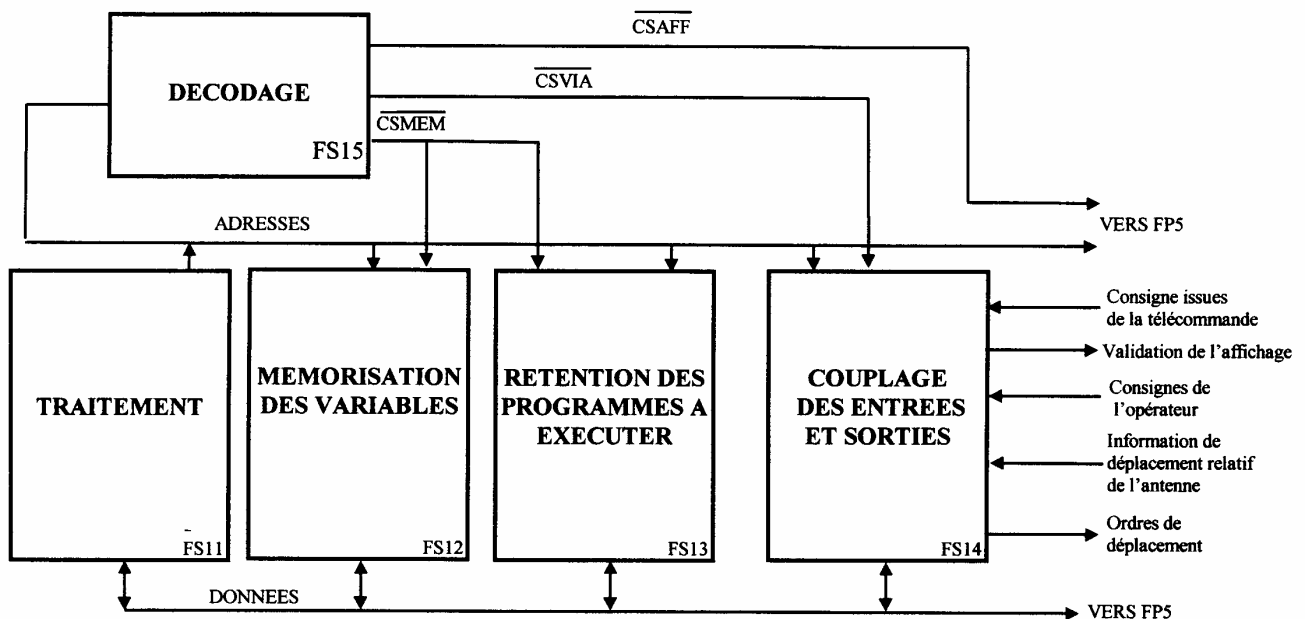 CSAFF
CSVIA
DECODAGE
CSMEM
FS15
ADRESSES
VERS FP5
TRAITEMENT
FS11
MEMORISATION
DES VARIABLES
FS12
RETENTION DES
PROGRAMMES A
EXECUTER
FS13
COUPLAGE
DES ENTREES
ET SORTIES
FS14
Consigne issues
de la télécommande
Validation de l'affichage
Consignes de
l'opérateur
Information de
déplacement relatif
de l'antenne
Ordres de
déplacement
DONNEES
VERS FP5